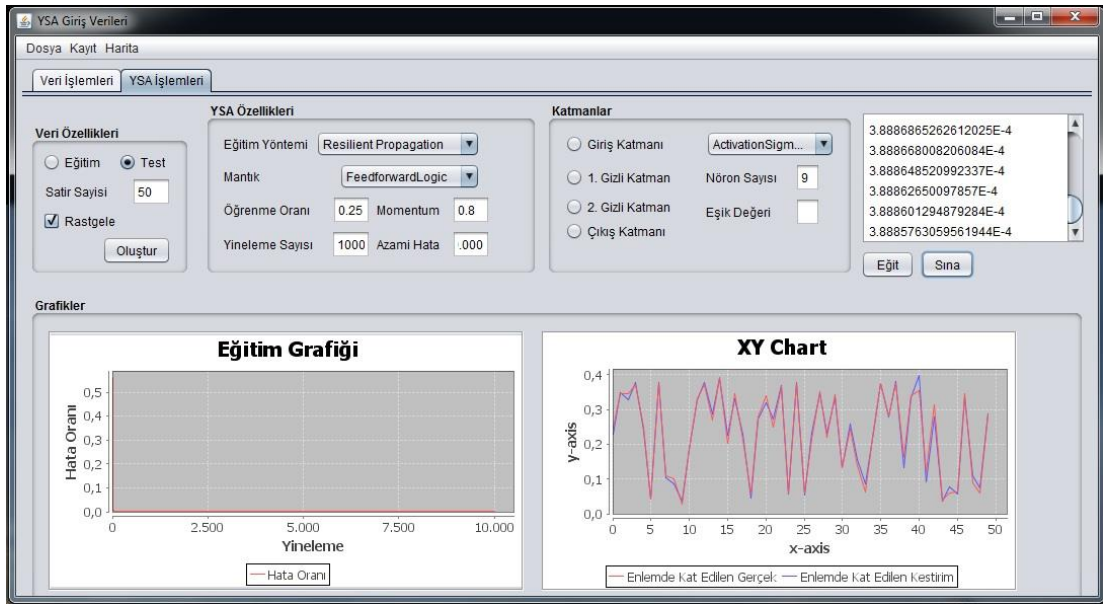 YSA Giriş Verileri
Dosya Kayıt Harita
Veri İşlemleri YSA İşlemleri
Veri Özellikleri
Eğitim Test
Satir Sayisi 50
Rastgele
Oluştur
YSA Özellikleri
Eğitim Yöntemi Resilient Propagation
Mantık FeedforwardLogic
Öğrenme Oranı 0.25 Momentum 0.8
Yineleme Sayısı 1000 Azami Hata .000
Katmanlar
Giriş Katmanı ActivationSigm...
1. Gizli Katman Nöron Sayısı 9
2. Gizli Katman Eşik Değeri
Çıkış Katmanı
3.8886865262612025E-4
3.888668008206084E-4
3.888648520992337E-4
3.88862650097857E-4
3.888601294879284E-4
3.8885763059561944E-4
Eğit Sına
Grafikler
Eğitim Grafiği
Hata Oranı
0,5
0,4
0,3
0,2
0,1
0,0
0 2.500 5.000 7.500 10.000
Yineleme
Hata Oranı
XY Chart
y-axis
0,4
0,3
0,2
0,1
0,0
0 5 10 15 20 25 30 35 40 45 50
x-axis
Enlemde Kat Edilen Gerçek Enlemde Kat Edilen Kestirim